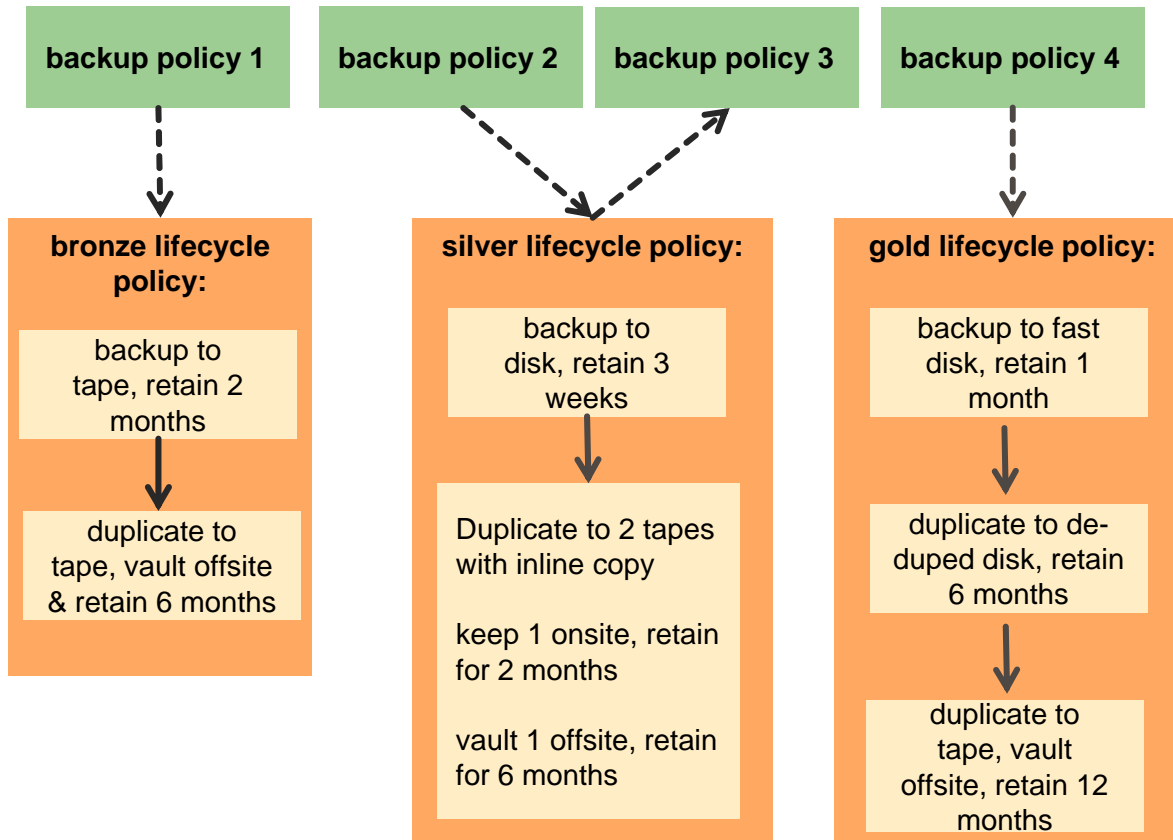 backup policy 1
backup policy 2
backup policy 3
backup policy 4
bronze lifecycle
policy:
backup to
tape, retain 2
months
duplicate to
tape, vault offsite
& retain 6 months
silver lifecycle policy:
backup to
disk, retain 3
weeks
Duplicate to 2 tapes
with inline copy
keep 1 onsite, retain
for 2 months
vault 1 offsite, retain
for 6 months
gold lifecycle policy:
backup to fast
disk, retain 1
month
duplicate to de-
duped disk, retain
6 months
duplicate to
tape, vault
offsite, retain 12
months